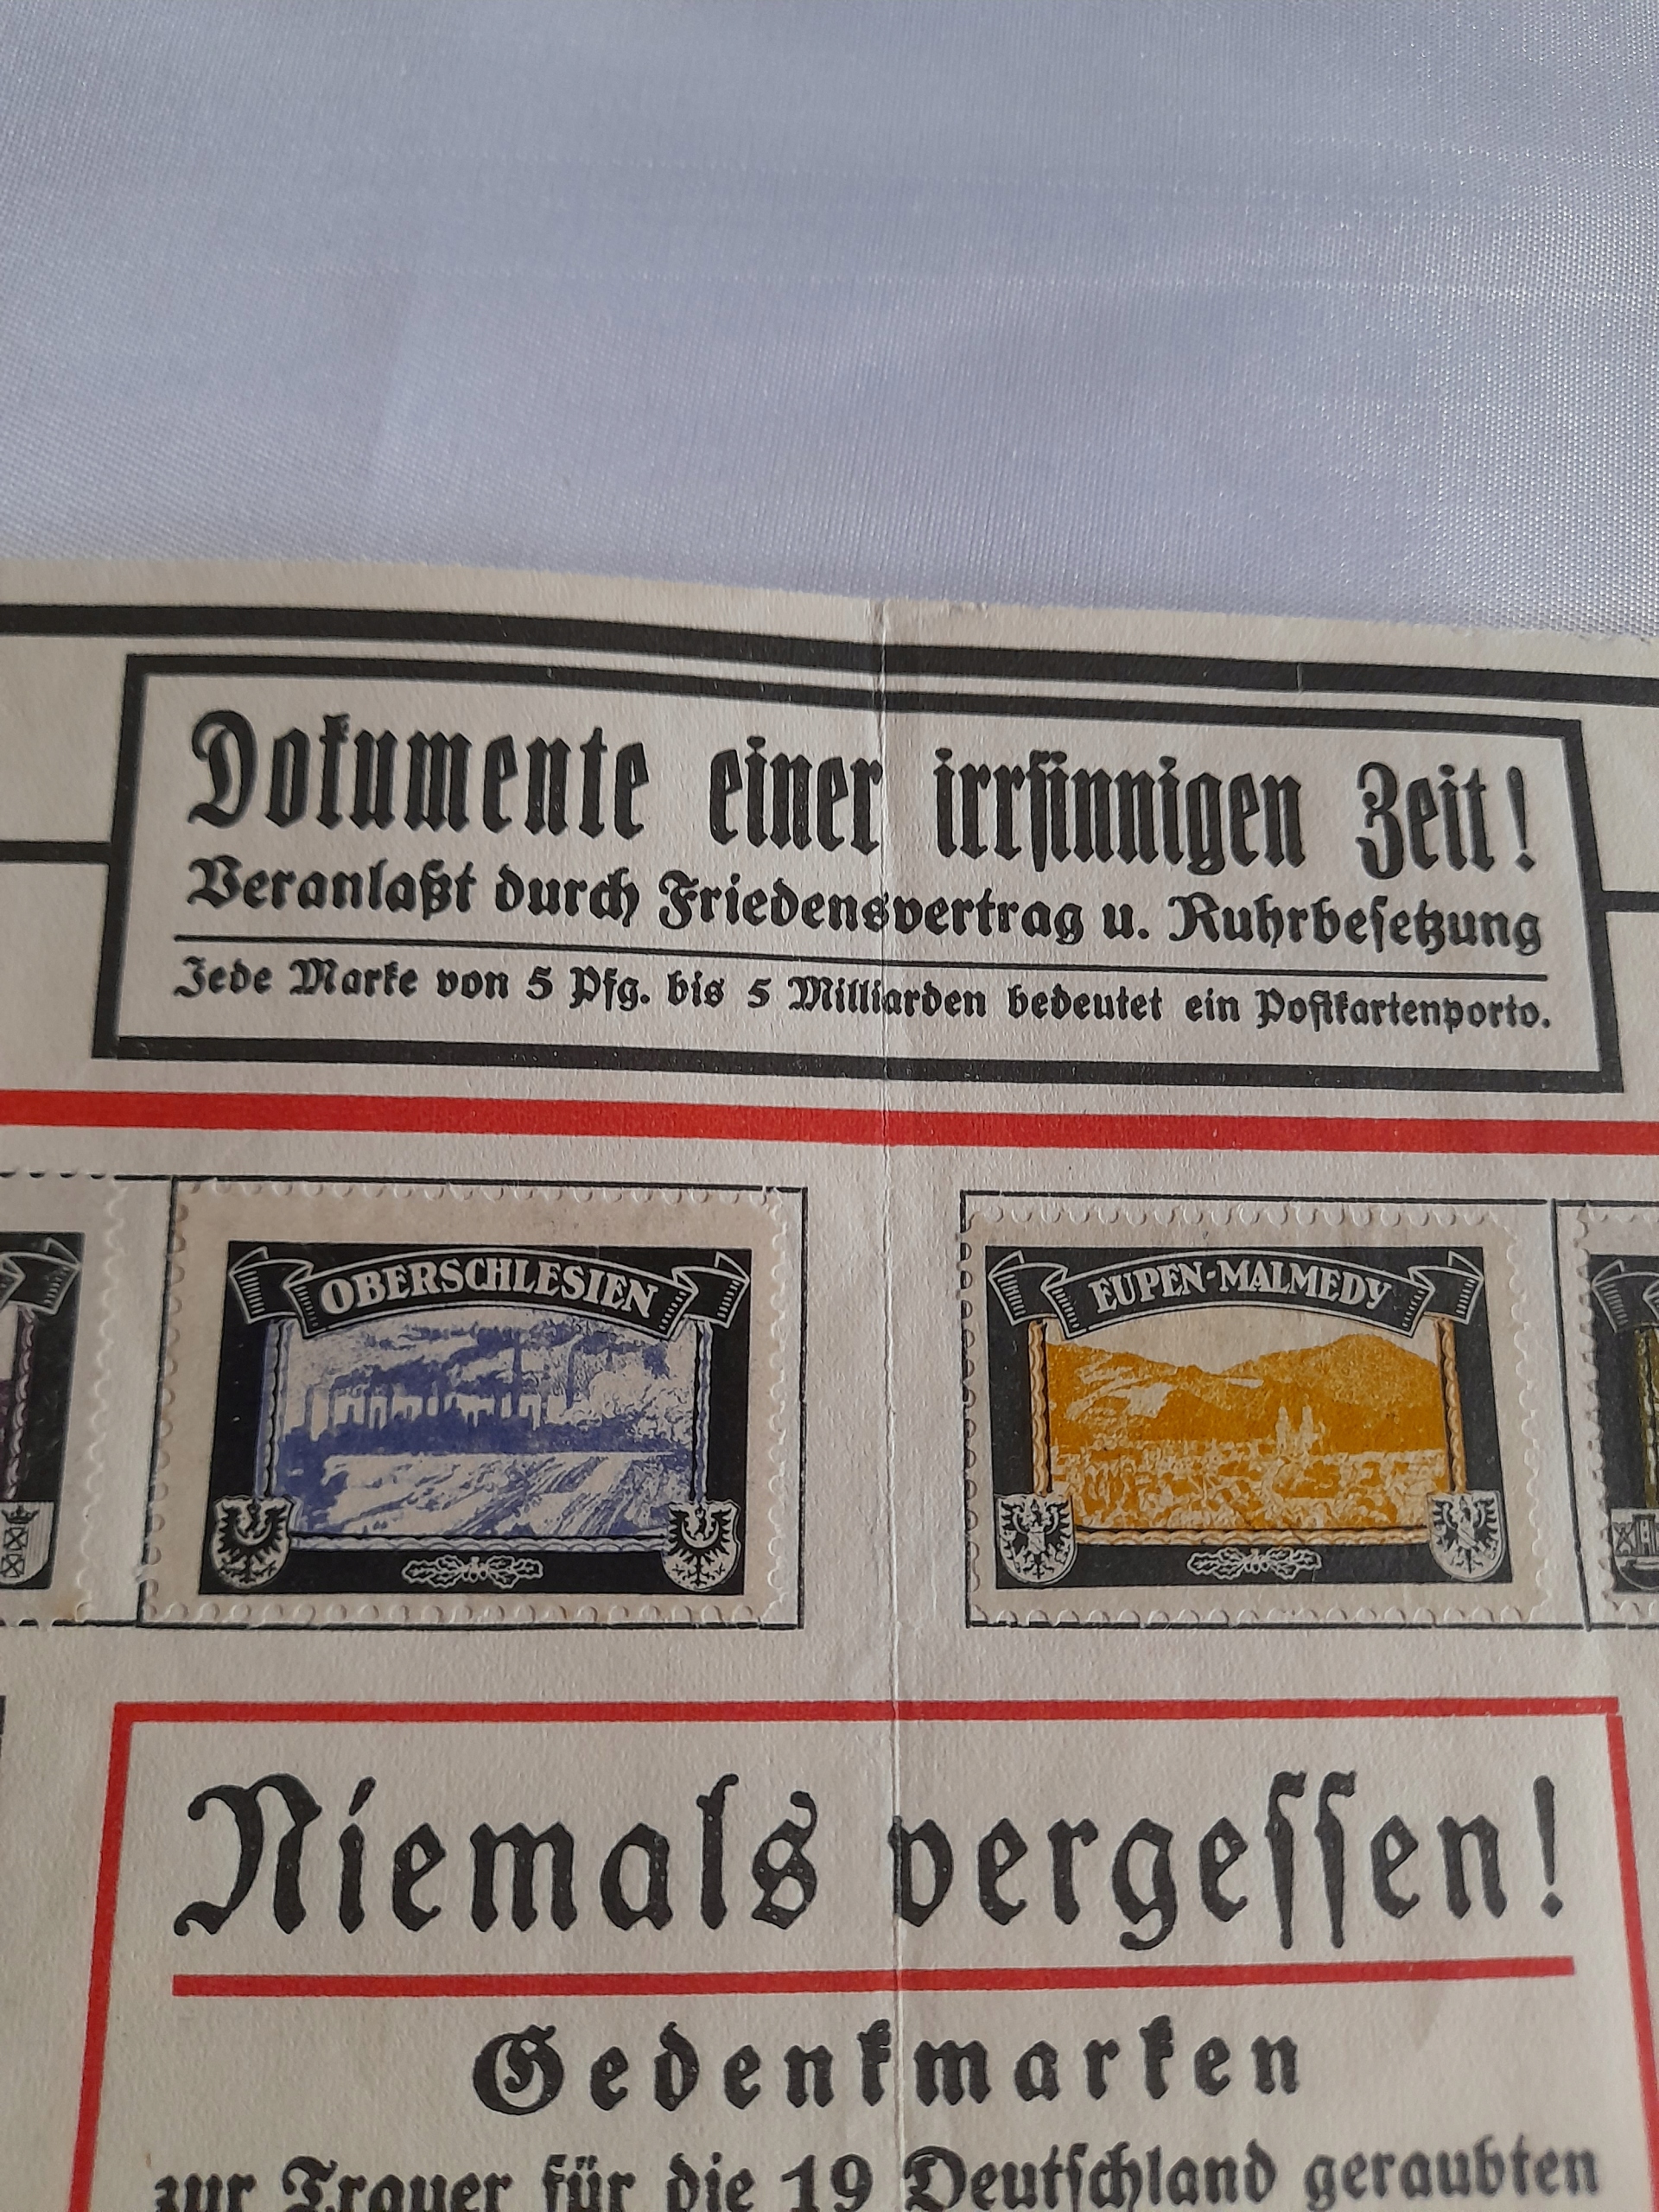 Dokumente einer irrsinnigen Zeit!
Veranlaßt durch Friedensvertrag u. Ruhrbesetzung
Jede Marke von 5 Pfg. bis 5 Milliarden bedeutet ein Postkartenporto.
OBERSCHLESIEN
EUPEN-MALMEDY
Niemals vergessen!
Gedenkmarken
zur Trauer für die 19 Deutschland geraubten